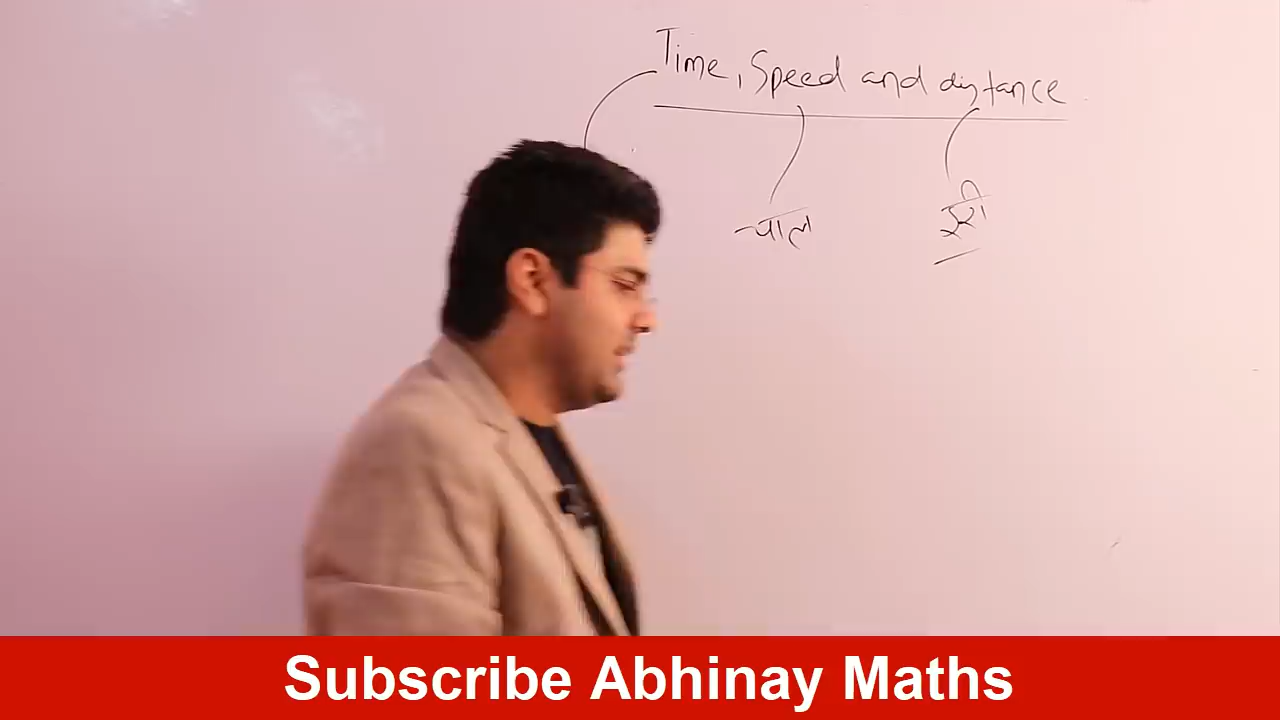 Time, Speed and distance
चाल दूरी
Subscribe Abhinay Maths